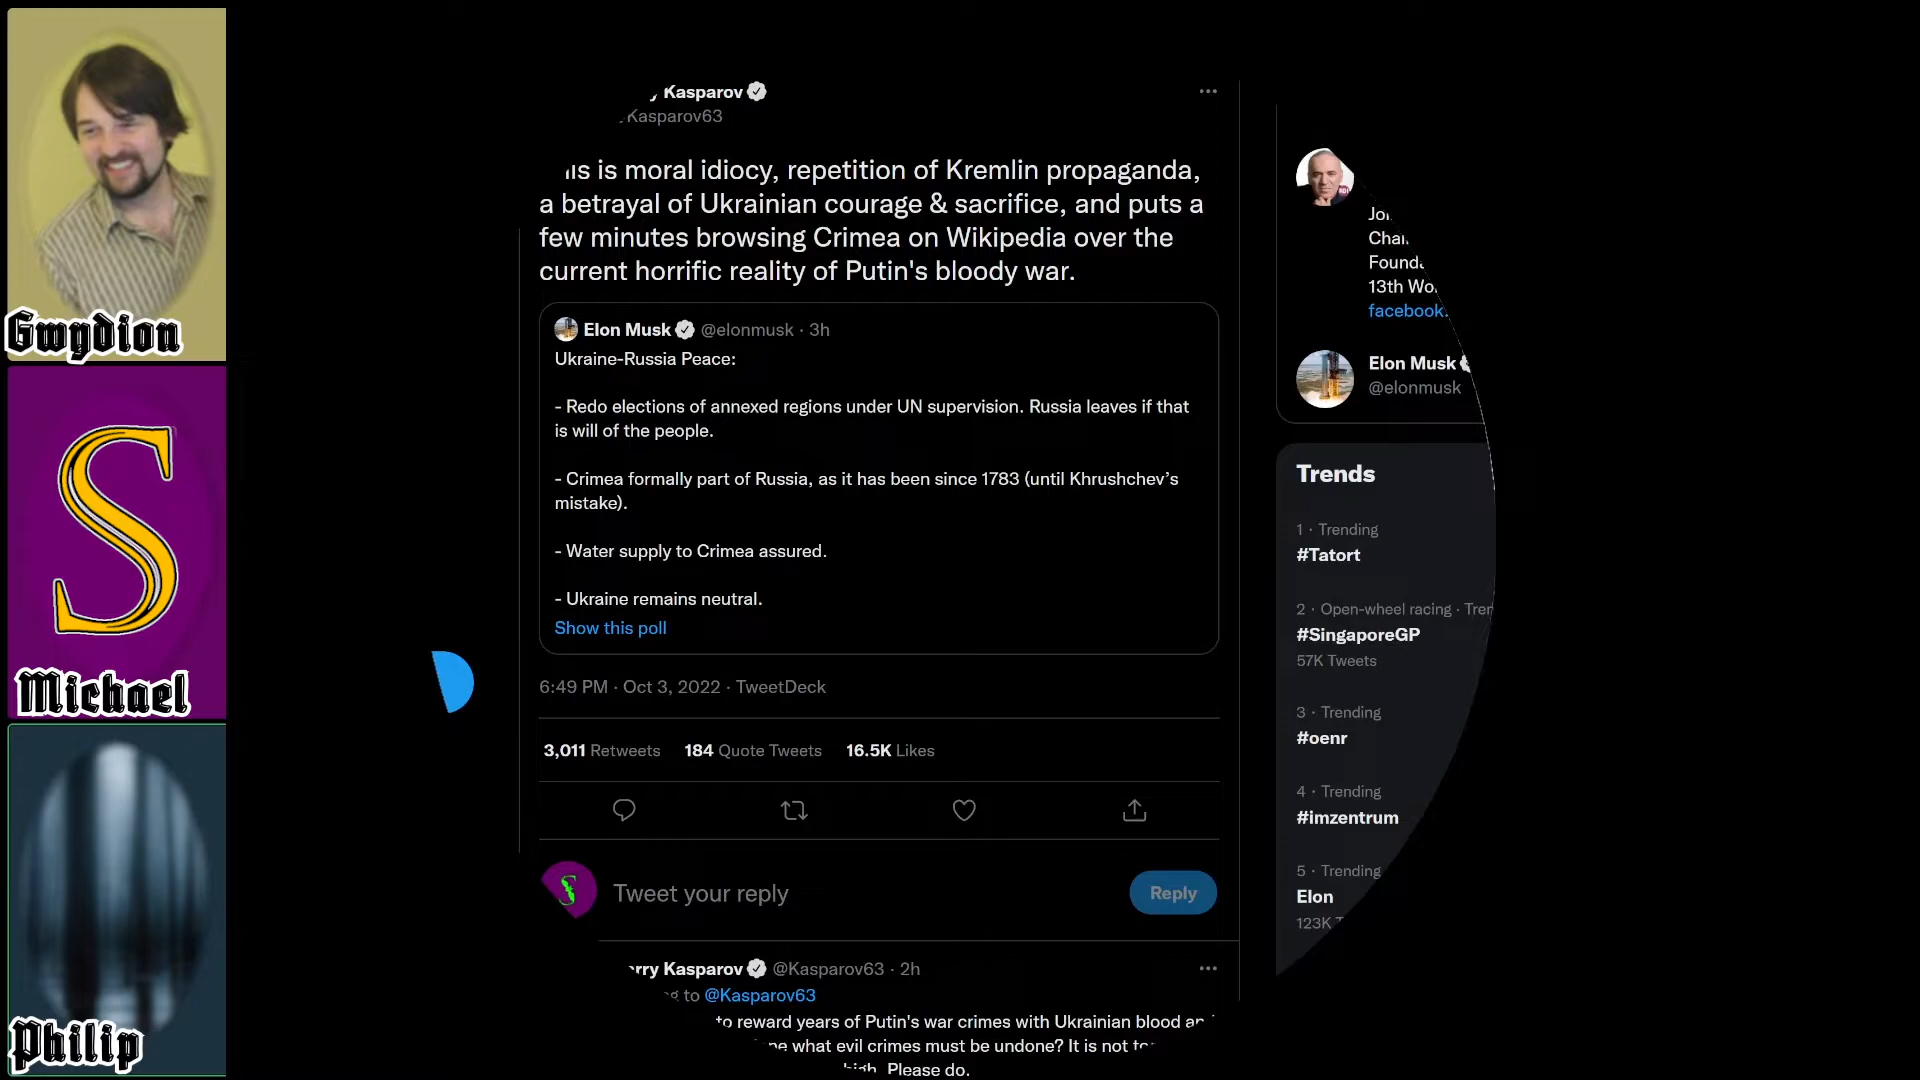 Gwydion
S
Michael
Philip
Kasparov
Kasparov63
is moral idiocy, repetition of Kremlin propaganda,
a betrayal of Ukrainian courage & sacrifice, and puts a
few minutes browsing Crimea on Wikipedia over the
current horrific reality of Putin's bloody war.
Elon Musk @elonmusk · 3h
Ukraine-Russia Peace:
- Redo elections of annexed regions under UN supervision. Russia leaves if that
is will of the people.
- Crimea formally part of Russia, as it has been since 1783 (until Khrushchev's
mistake).
- Water supply to Crimea assured.
- Ukraine remains neutral.
Show this poll
6:49 PM · Oct 3, 2022 · TweetDeck
3,011 Retweets 184 Quote Tweets 16.5K Likes
S
Tweet your reply
Reply
rry Kasparov @Kasparov63 · 2h
to @Kasparov63
to reward years of Putin's war crimes with Ukrainian blood
what evil crimes must be undone? It is not
Please do.
13th
facebook.
Elon Musk
@elonmusk
Trends
1 · Trending
#Tatort
2 · Open-wheel racing ·
#SingaporeGP
57K Tweets
3 · Trending
#oenr
4 · Trending
#imzentrum
5 · Trending
Elon
123K